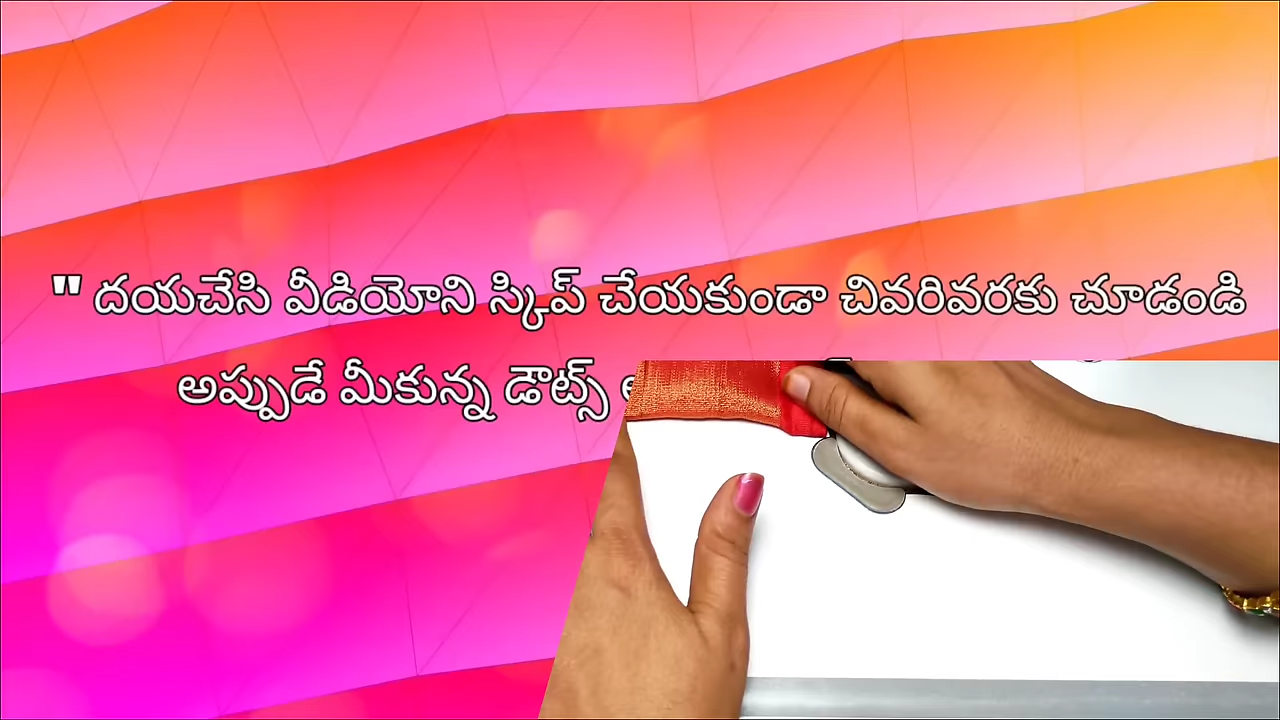 " దయచేసి వీడియోని స్కిప్ చేయకుండా చివరివరకు చూడండి
అప్పుడే మీకున్న డౌట్స్